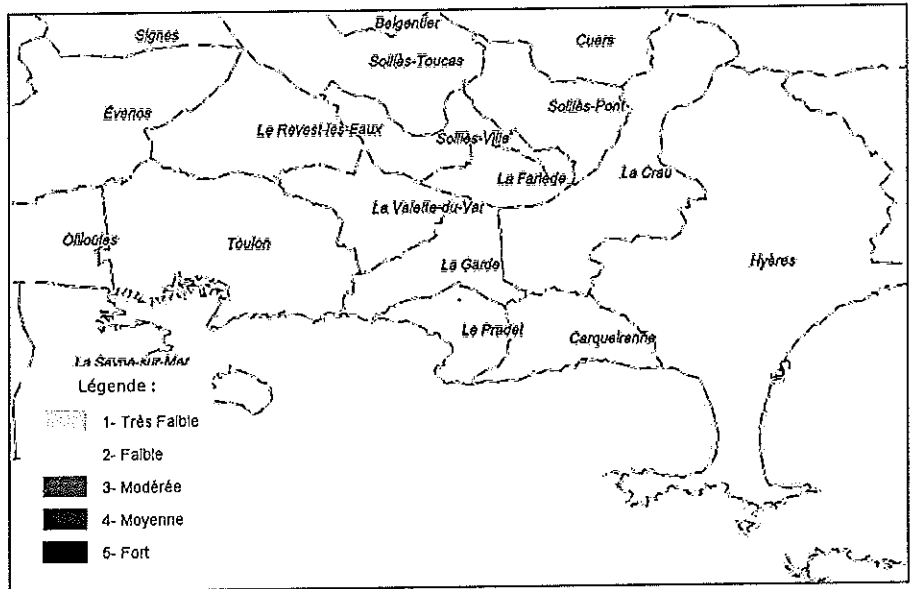 Signes
Belgentier
Cuers
Solliès-Toucas
Évenos
Solliès-Pont
Le Revest-les-Eaux
Solliès-Ville
La Farlède
La Crau
La Valette-du-Var
Ollioules
Toulon
La Garde
Hyères
Le Pradet
Carqueiranne
La Seyne-sur-Mer
Légende :
1- Très Faible
2- Faible
3- Modérée
4- Moyenne
5- Fort